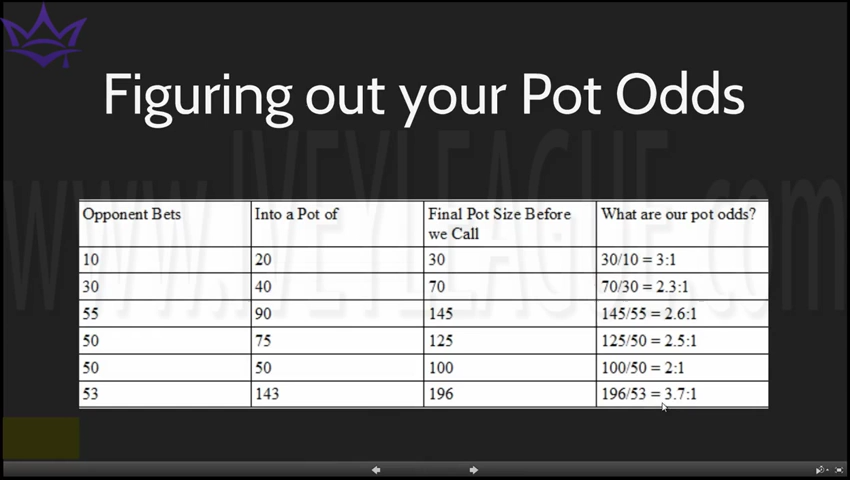 Figuring out your Pot Odds
www.IVEYLEAGUE.com
Opponent Bets Into a Pot of Final Pot Size Before we Call What are our pot odds?
10 20 30 30/10 = 3:1
30 40 70 70/30 = 2.3:1
55 90 145 145/55 = 2.6:1
50 75 125 125/50 = 2.5:1
50 50 100 100/50 = 2:1
53 143 196 196/53 = 3.7:1